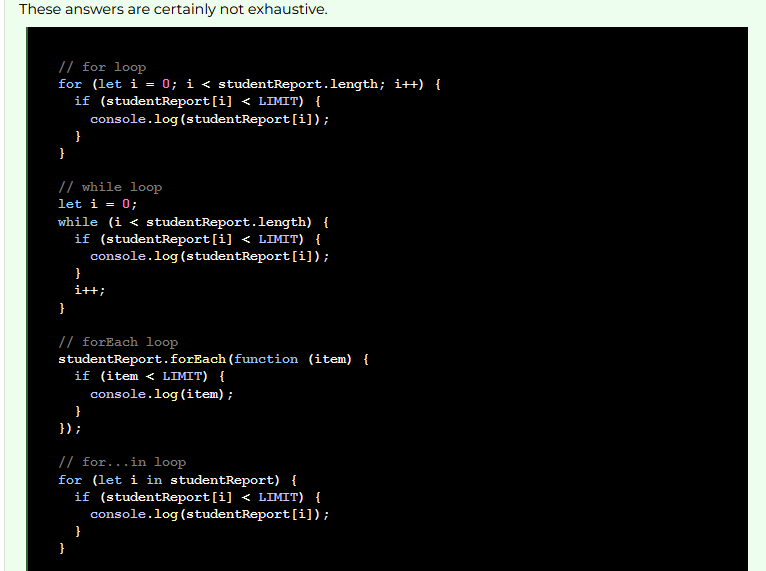 These answers are certainly not exhaustive.
// for loop
for (let i = 0; i < studentReport.length; i++) {
  if (studentReport[i] < LIMIT) {
    console.log(studentReport[i]);
  }
}
// while loop
let i = 0;
while (i < studentReport.length) {
  if (studentReport[i] < LIMIT) {
    console.log(studentReport[i]);
  }
  i++;
}
// forEach loop
studentReport.forEach(function (item) {
  if (item < LIMIT) {
    console.log(item);
  }
});
// for...in loop
for (let i in studentReport) {
  if (studentReport[i] < LIMIT) {
    console.log(studentReport[i]);
  }
}